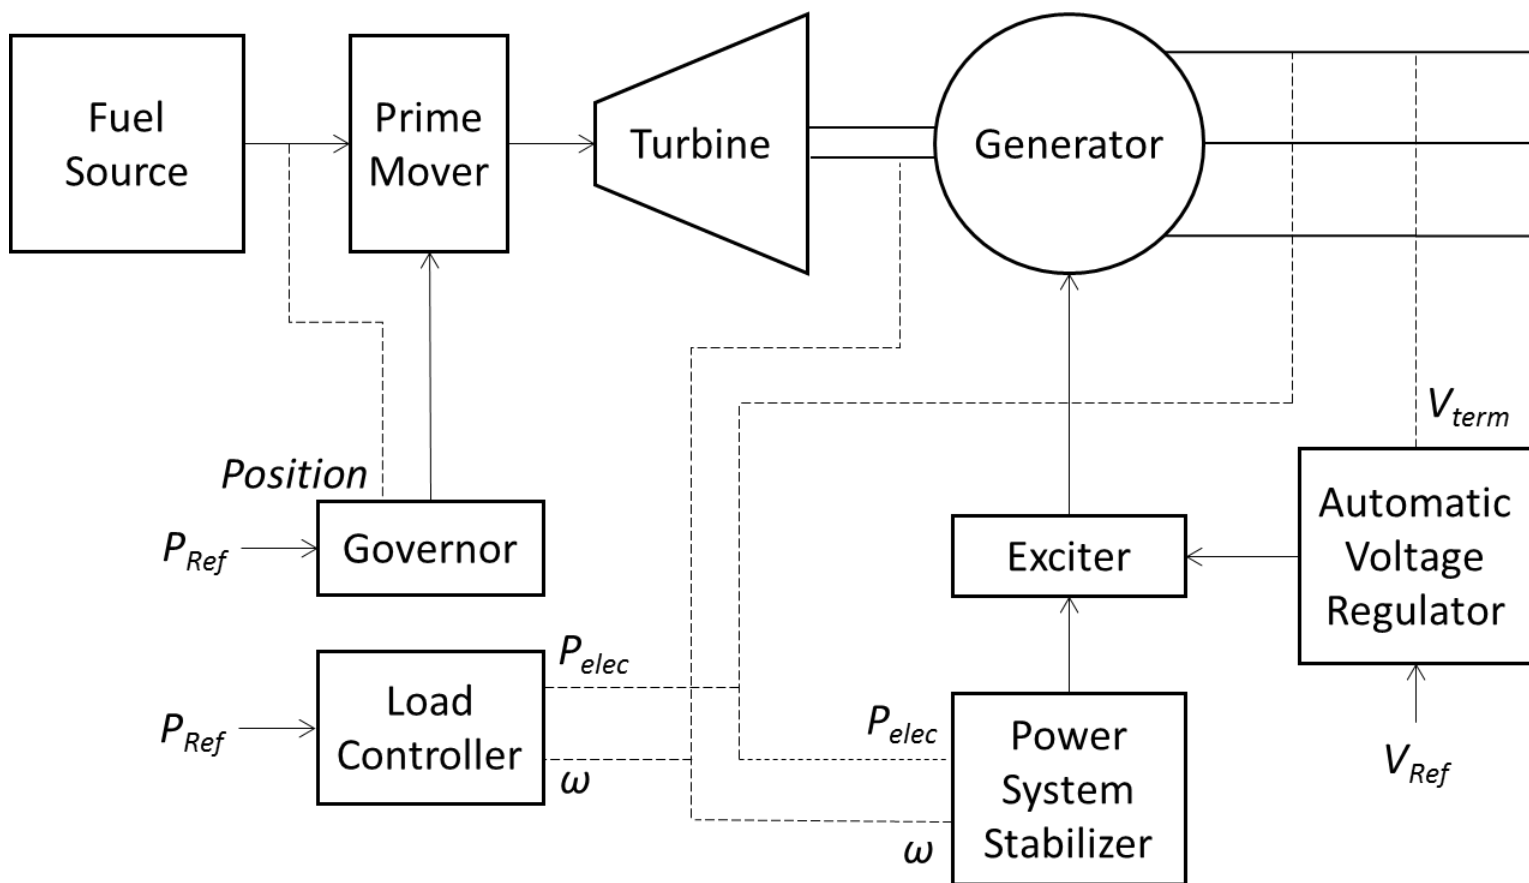 Fuel
Source
Prime
Mover
Turbine
Generator
V_term
Position
P_Ref
Governor
Exciter
Automatic
Voltage
Regulator
P_elec
P_Ref
Load
Controller
ω
P_elec
ω
Power
System
Stabilizer
V_Ref